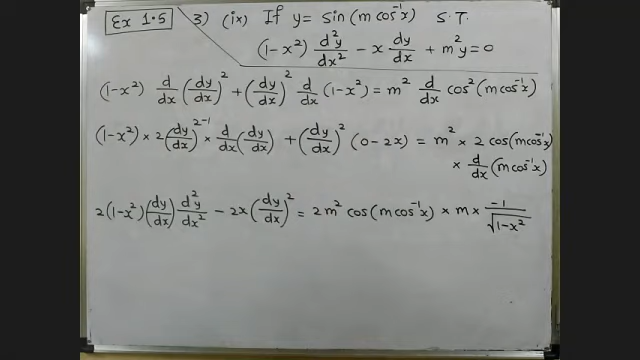 Ex 1.5 3) (ix) If y = sin(m cos⁻¹x) S.T.
(1-x²) d²y/dx² - x dy/dx + m²y = 0
(1-x²) d/dx (dy/dx)² + (dy/dx)² d/dx (1-x²) = m² d/dx cos²(m cos⁻¹x)
(1-x²) × 2(dy/dx)²⁻¹ × d/dx (dy/dx) + (dy/dx)² (0-2x) = m² × 2 cos(m cos⁻¹x)
× d/dx (m cos⁻¹x)
2(1-x²)(dy/dx) d²y/dx² - 2x (dy/dx)² = 2m² cos(m cos⁻¹x) × m × -1/√(1-x²)